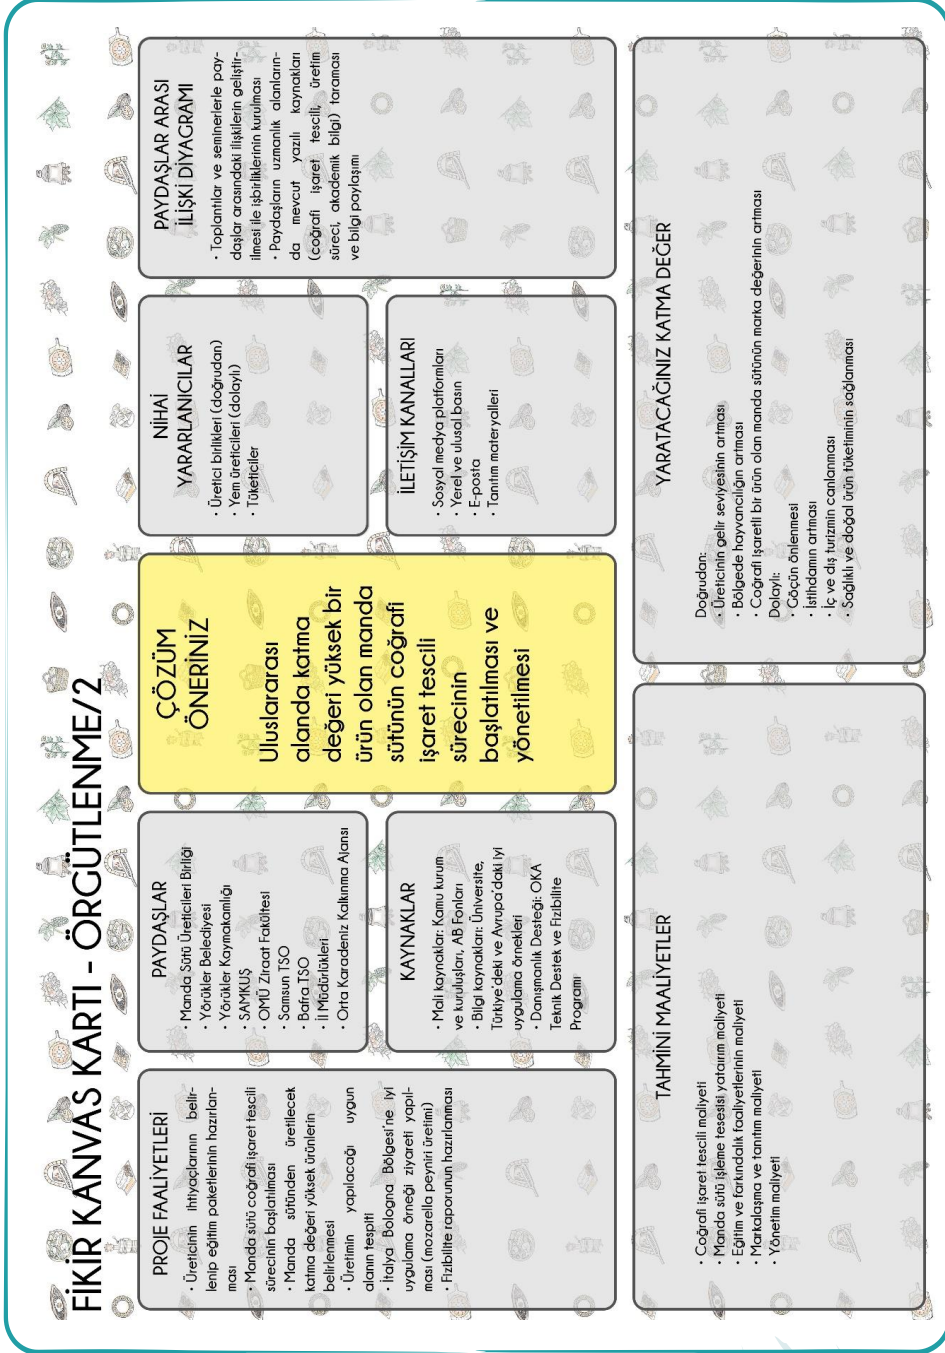 FİKİR KANVAS KARTI - ÖRGÜTLENME/2
PROJE FAALİYETLERİ
• Üreticinin ihtiyaçlarının belir-
lenip eğitim paketlerinin hazırlan-
ması
• Manda sütü coğrafi işaret tescili
sürecinin başlatılması
• Manda sütünden üretilecek
katma değeri yüksek ürünlerin
belirlenmesi
• Üretimin yapılacağı uygun
alanın tespiti
• İtalya Bologna Bölgesi'ne iyi
uygulama örneği ziyareti yapıl-
ması (mozarella peyniri üretimi)
• Fizibilite raporunun hazırlanması
PAYDAŞLAR
• Manda Sütü Üreticileri Birliği
• Yörükler Belediyesi
• Yörükler Kaymakamlığı
• SAMKUŞ
• OMÜ Ziraat Fakültesi
• Samsun TSO
• Bafra TSO
• İl Müdürlükleri
• Orta Karadeniz Kalkınma Ajansı
KAYNAKLAR
• Mali kaynaklar: Kamu kurum
ve kuruluşları, AB Fonları
• Bilgi kaynakları: Üniversite,
Türkiye'deki ve Avrupa'daki iyi
uygulama örnekleri
• Danışmanlık Desteği: OKA
Teknik Destek ve Fizibilite
Programı
ÇÖZÜM
ÖNERİNİZ
Uluslararası
alanda katma
değeri yüksek bir
ürün olan manda
sütünün coğrafi
işaret tescili
sürecinin
başlatılması ve
yönetilmesi
NİHAİ
YARARLANICILAR
• Üretici birlikleri (doğrudan)
• Yem üreticileri (dolaylı)
• Tüketiciler
İLETİŞİM KANALLARI
• Sosyal medya platformları
• Yerel ve ulusal basın
• E-posta
• Tanıtım materyalleri
PAYDAŞLAR ARASI
İLİŞKİ DİYAGRAMI
• Toplantılar ve seminerlerle pay-
daşlar arasındaki ilişkilerin geliştir-
ilmesi ile işbirliklerinin kurulması
• Paydaşların uzmanlık alanların-
da mevcut yazılı kaynakları
(coğrafi işaret tescili, üretim
süreci, akademik bilgi) taraması
ve bilgi paylaşımı
TAHMİNİ MAALİYETLER
• Coğrafi işaret tescili maliyeti
• Manda sütü işleme tesesisi yataırım maliyeti
• Eğitim ve farkındalık faaliyetlerinin maliyeti
• Markalaşma ve tanıtım maliyeti
• Yönetim maliyeti
YARATACAĞINIZ KATMA DEĞER
Doğrudan:
• Üreticinin gelir seviyesinin artması
• Bölgede hayvancılığın artması
• Coğrafi işaretli bir ürün olan manda sütünün marka değerinin artması
Dolaylı:
• Göçün önlenmesi
• İstihdamın artması
• İç ve dış turizmin canlanması
• Sağlıklı ve doğal ürün tüketiminin sağlanması